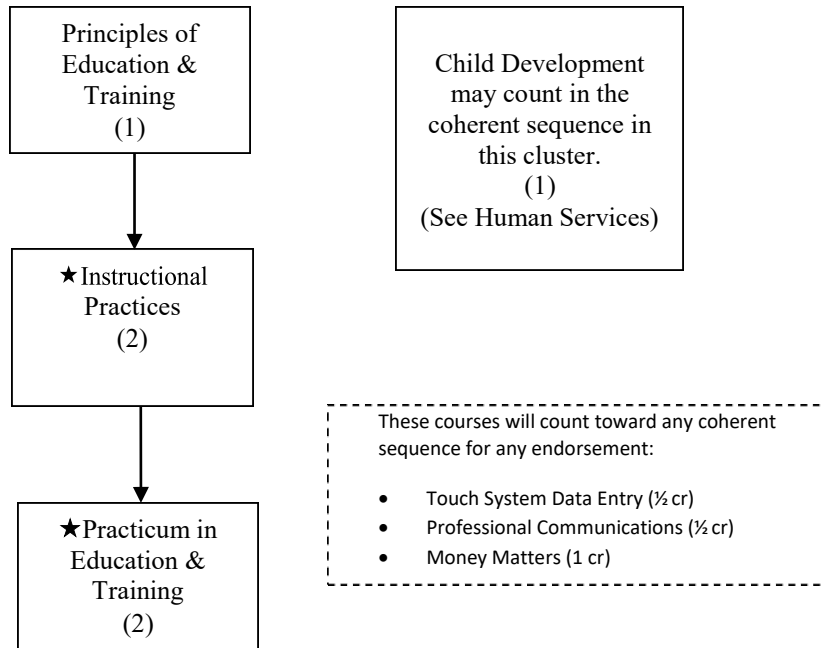 Principles of
Education &
Training
(1)
Child Development
may count in the
coherent sequence in
this cluster.
(1)
(See Human Services)
★Instructional
Practices
(2)
These courses will count toward any coherent
sequence for any endorsement:
• Touch System Data Entry (½ cr)
• Professional Communications (½ cr)
• Money Matters (1 cr)
★Practicum in
Education &
Training
(2)